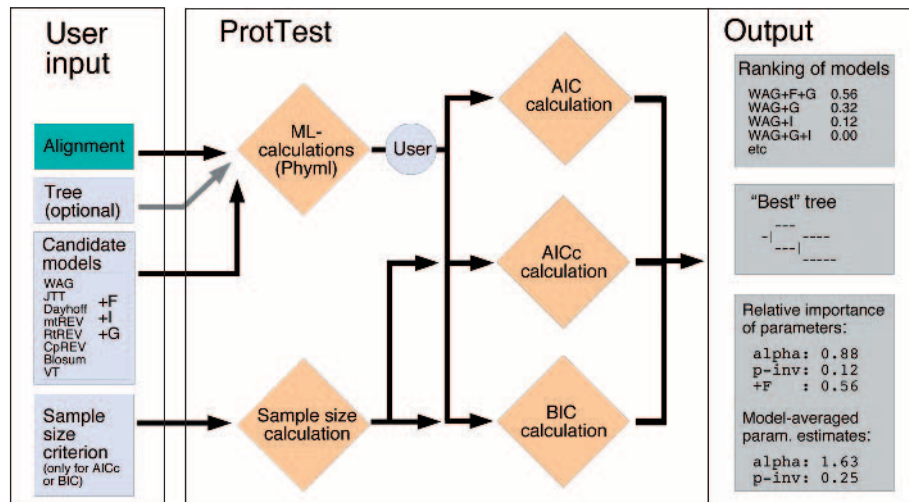 User
input
Alignment
Tree
(optional)
Candidate
models
WAG
JTT
Dayhoff
mtREV
RtREV
CpREV
Blosum
VT
+F
+I
+G
Sample
size
criterion
(only for AICc
or BIC)
ProtTest
ML-
calculations
(Phyml)
User
Sample size
calculation
AIC
calculation
AICc
calculation
BIC
calculation
Output
Ranking of models
WAG+F+G 0.56
WAG+G 0.32
WAG+I 0.12
WAG+G+I 0.00
etc
“Best” tree
Relative importance
of parameters:
alpha: 0.88
p-inv: 0.12
+F : 0.56
Model-averaged
param. estimates:
alpha: 1.63
p-inv: 0.25